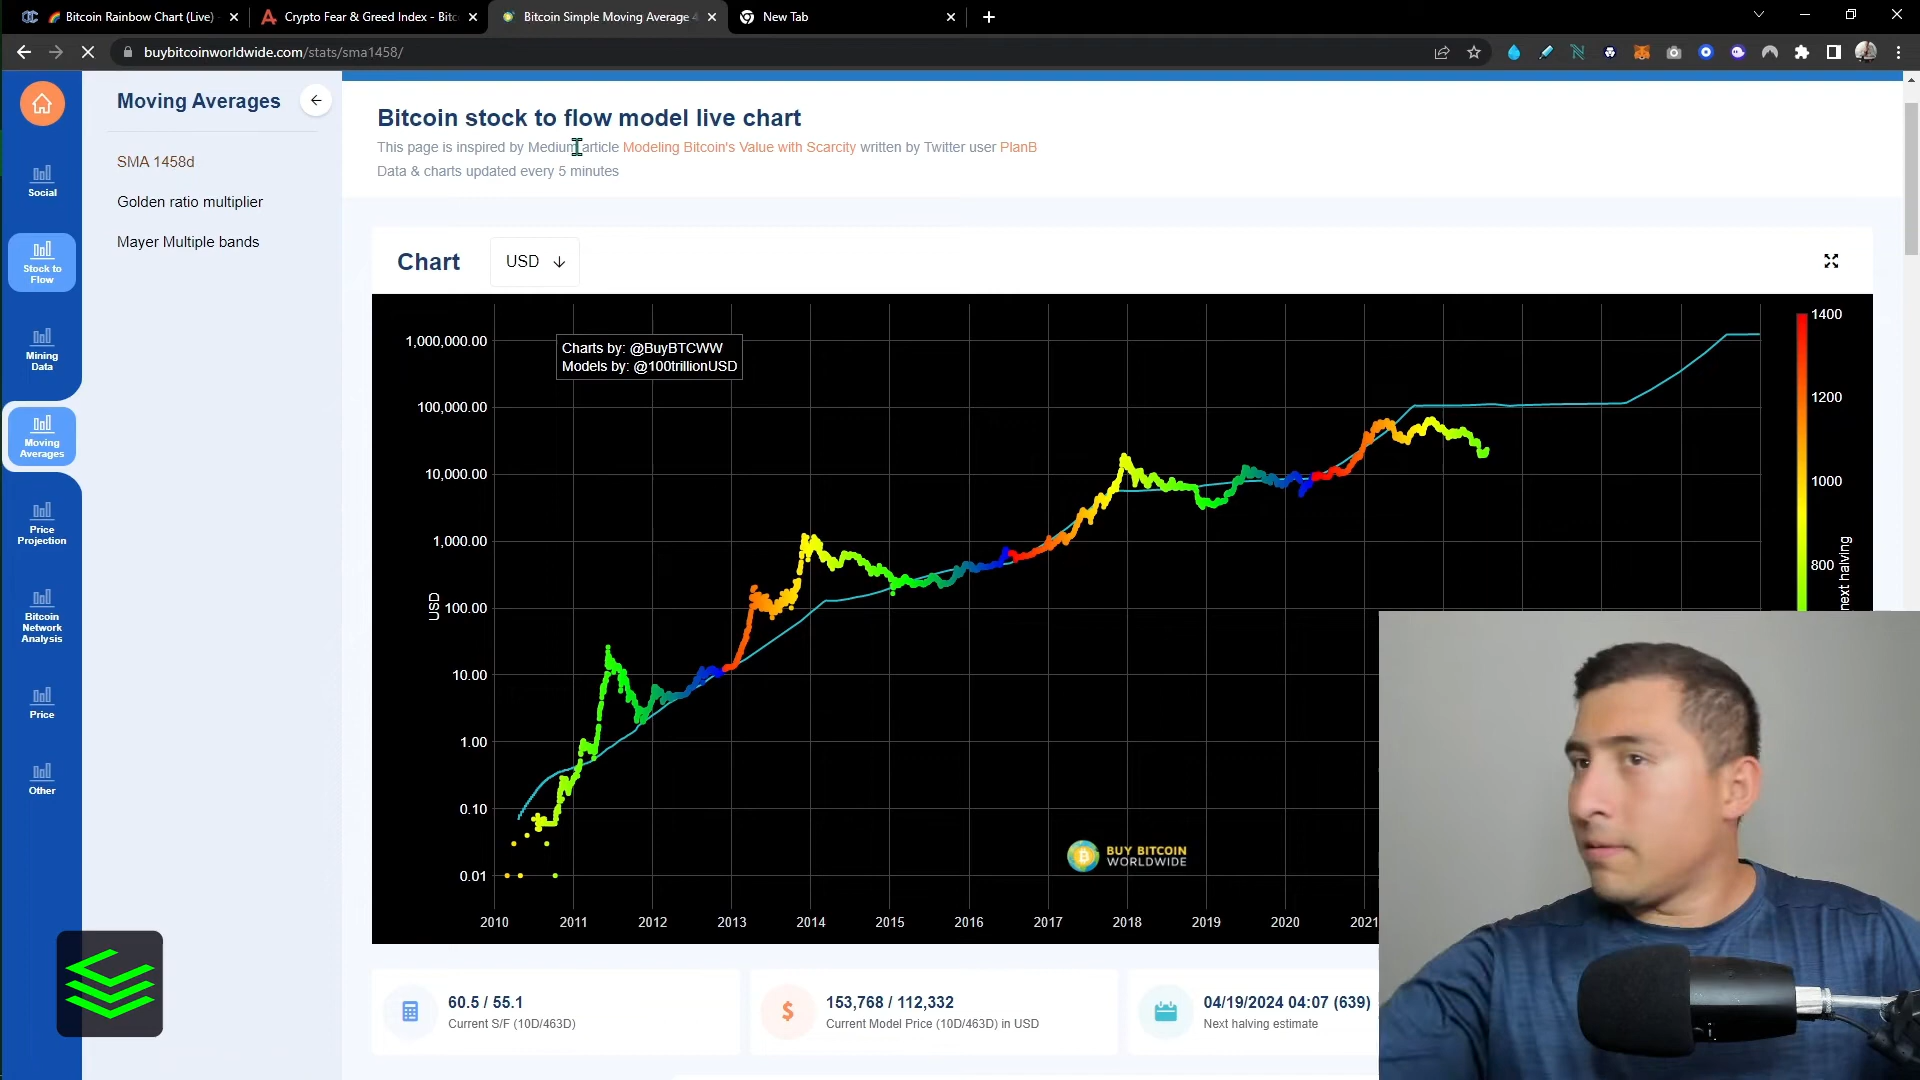 Bitcoin Rainbow Chart (Live)
Crypto Fear & Greed Index - Bitc
Bitcoin Simple Moving Average
New Tab
buybitcoinworldwide.com/stats/sma1458/
Social
Stock to
Flow
Mining
Data
Moving
Averages
Price
Projection
Bitcoin
Network
Analysis
Price
Other
Moving Averages
SMA 1458d
Golden ratio multiplier
Mayer Multiple bands
Bitcoin stock to flow model live chart
This page is inspired by Medium article Modeling Bitcoin's Value with Scarcity written by Twitter user PlanB
Data & charts updated every 5 minutes
Chart
USD
Charts by: @BuyBTCWW
Models by: @100trillionUSD
1,000,000.00
100,000.00
10,000.00
1,000.00
100.00
10.00
1.00
0.10
0.01
USD
2010 2011 2012 2013 2014 2015 2016 2017 2018 2019 2020 2021
1400
1200
1000
800
next halving
BUY BITCOIN
WORLDWIDE
60.5 / 55.1
Current S/F (10D/463D)
153,768 / 112,332
Current Model Price (10D/463D) in USD
04/19/2024 04:07 (639)
Next halving estimate